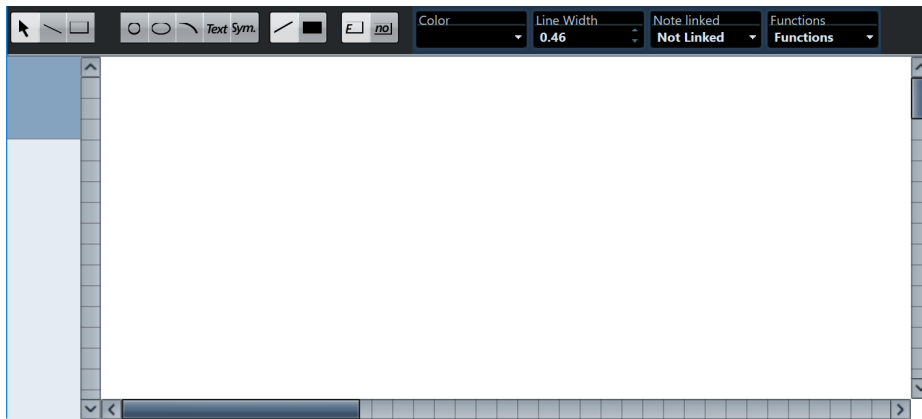 Text Sym. E no
Color Line Width Note linked Functions
0.46 Not Linked Functions